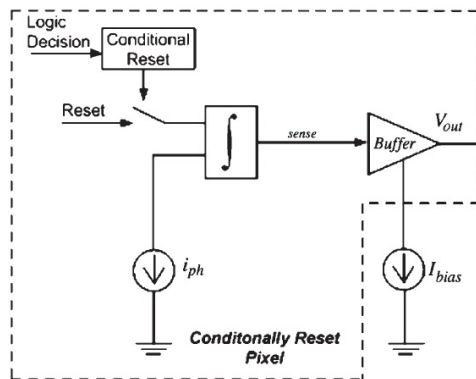 Logic
Decision
Conditional
Reset
Reset
∫
sense
Buffer
V_out
i_ph
I_bias
Conditonally Reset
Pixel